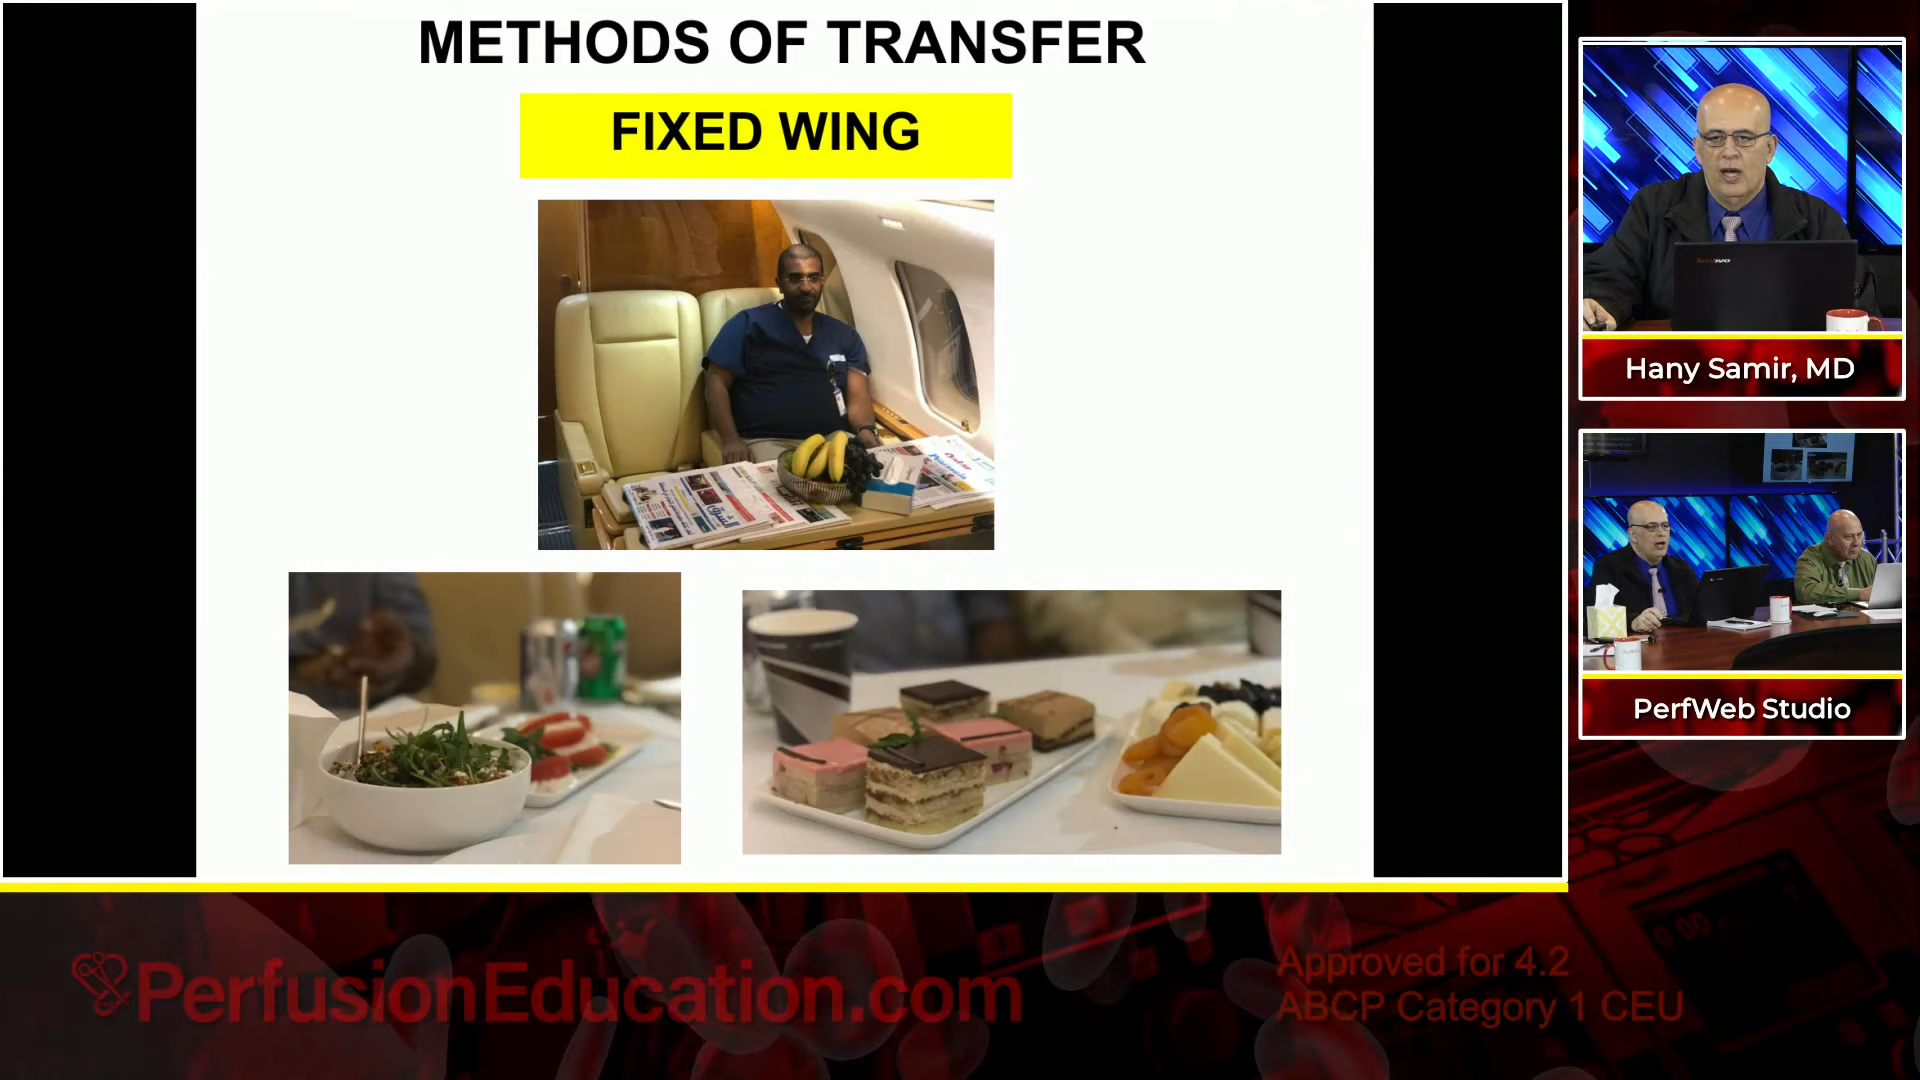 METHODS OF TRANSFER
FIXED WING
الشرق
Hany Samir, MD
PerfWeb Studio
PerfusionEducation.com
Approved for 4.2
ABCP Category 1 CEU